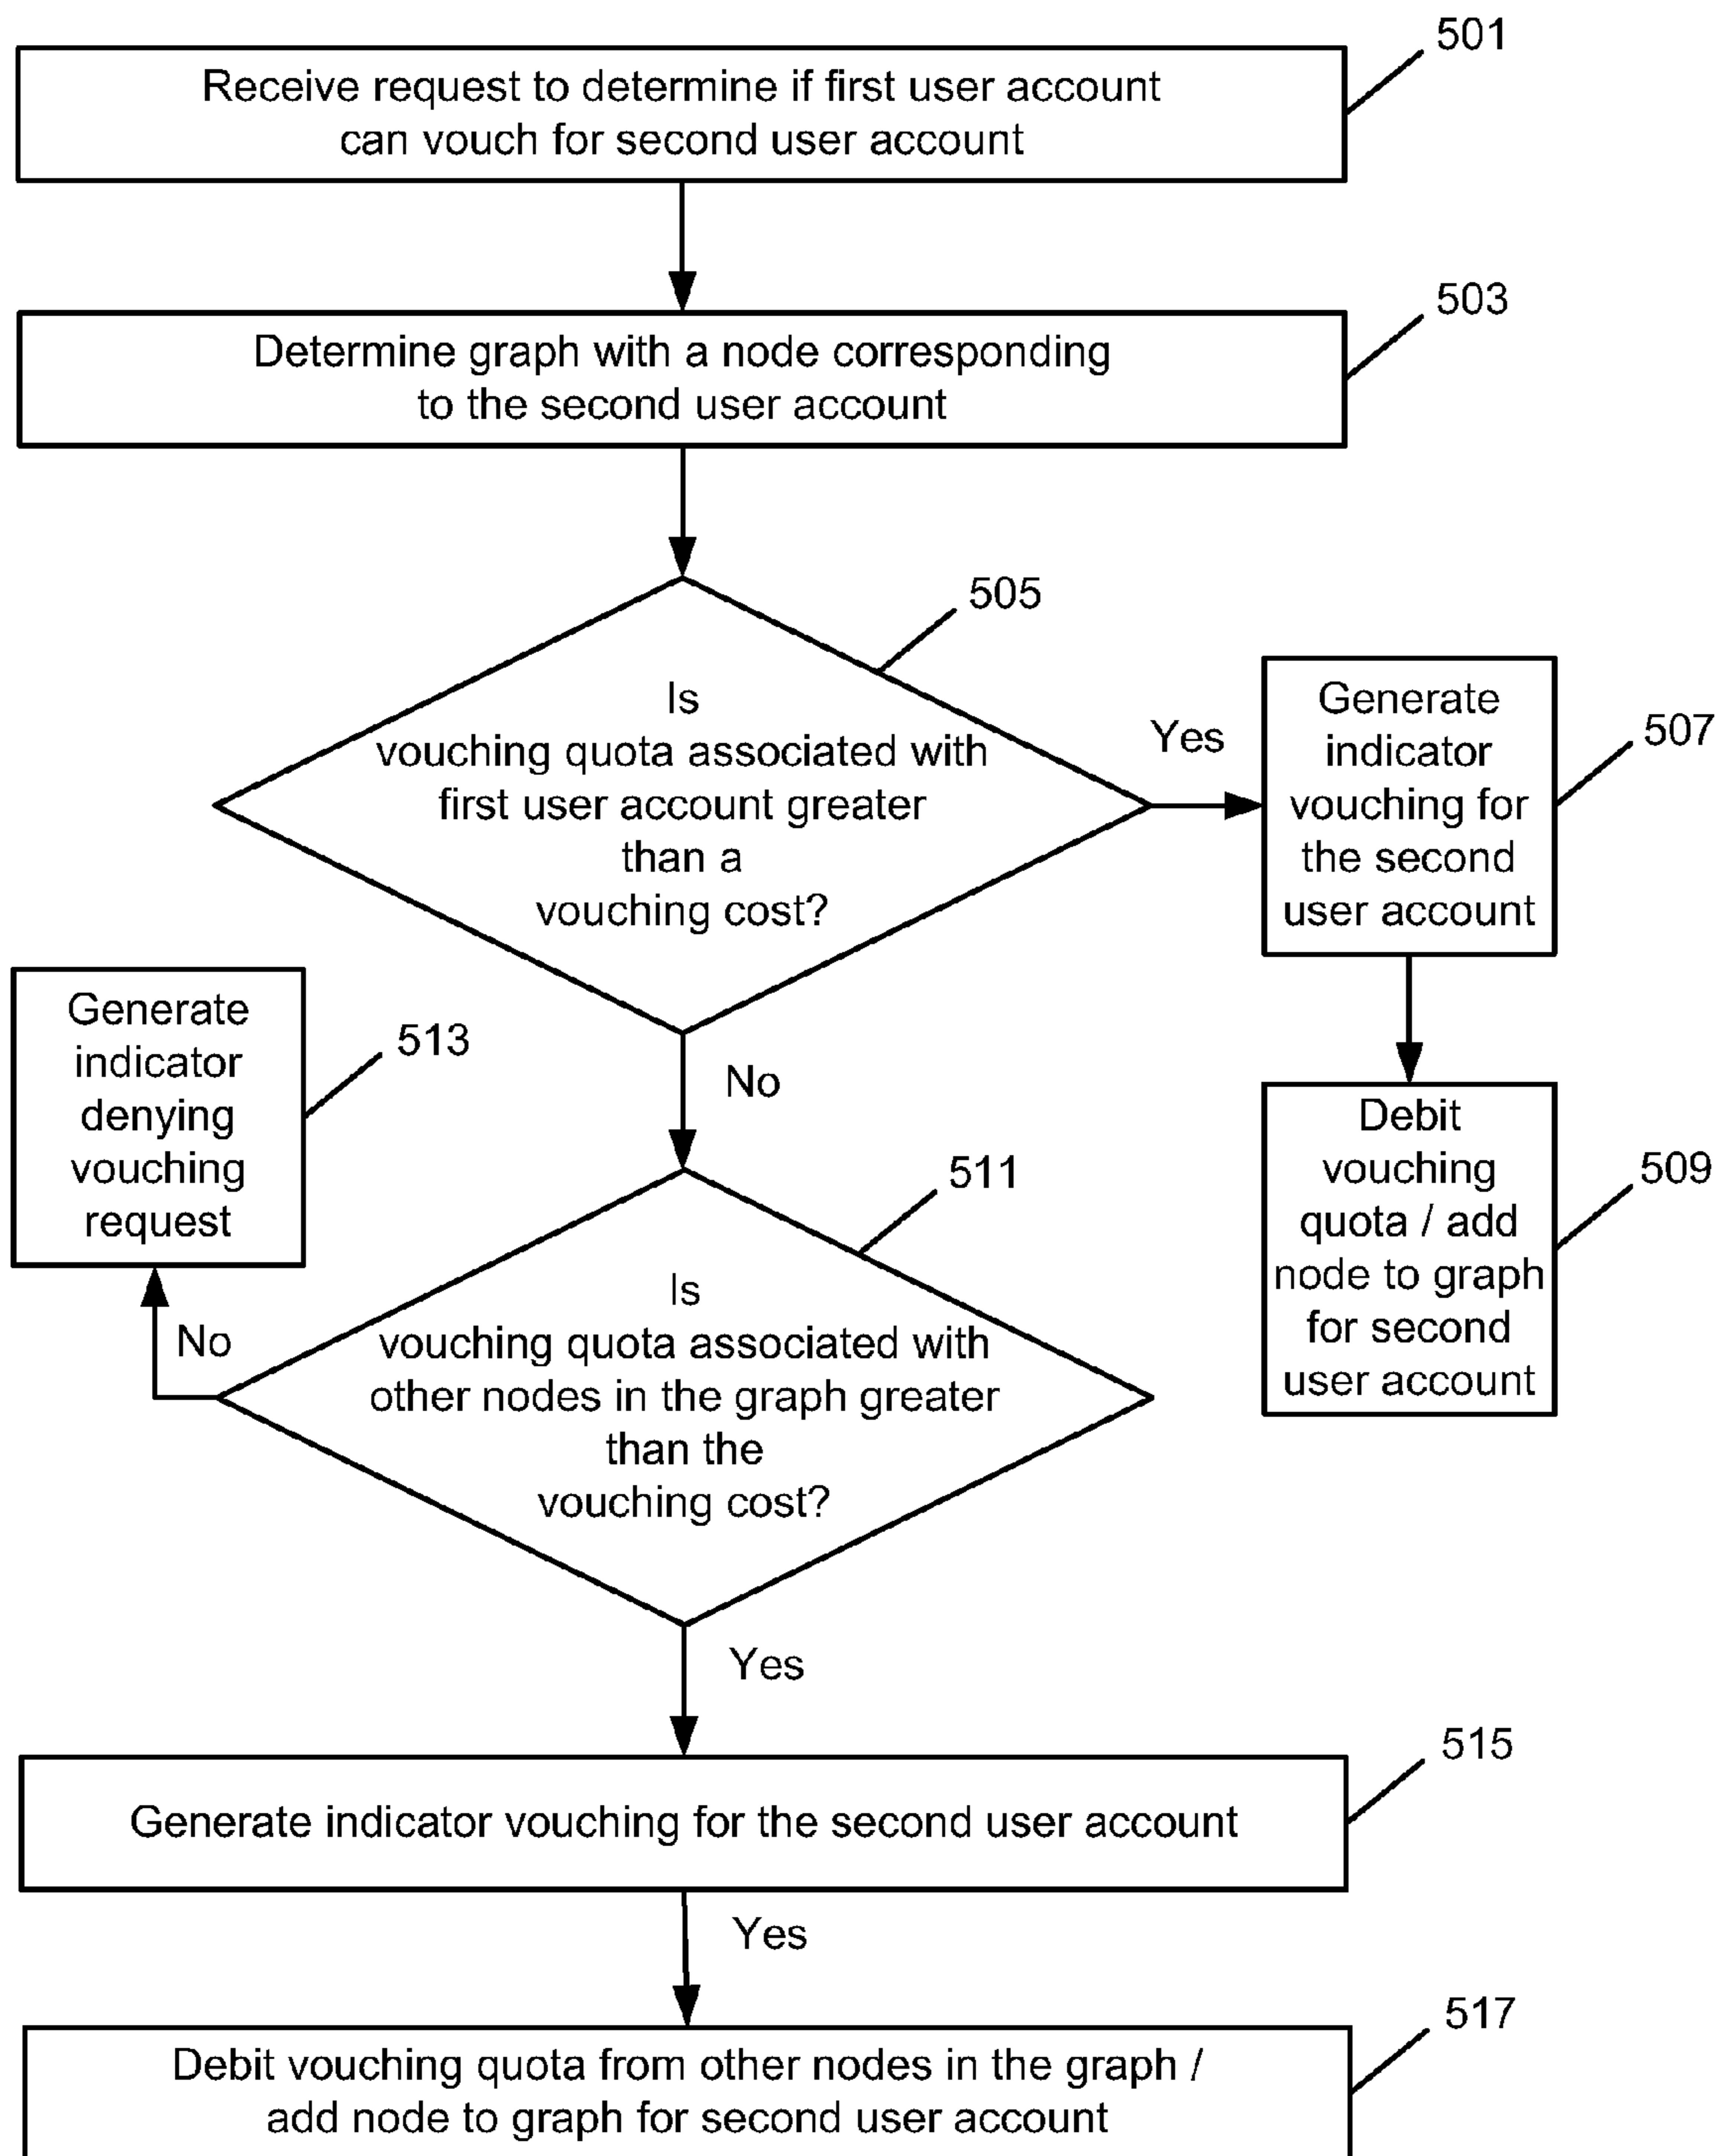 501
Receive request to determine if first user account
can vouch for second user account
503
Determine graph with a node corresponding
to the second user account
505
Is
vouching quota associated with
first user account greater
than a
vouching cost?
Yes
Generate
indicator
vouching for
the second
user account
507
Debit
vouching
quota / add
node to graph
for second
user account
509
No
Generate
indicator
denying
vouching
request
513
511
Is
vouching quota associated with
other nodes in the graph greater
than the
vouching cost?
No
Yes
515
Generate indicator vouching for the second user account
Yes
517
Debit vouching quota from other nodes in the graph /
add node to graph for second user account